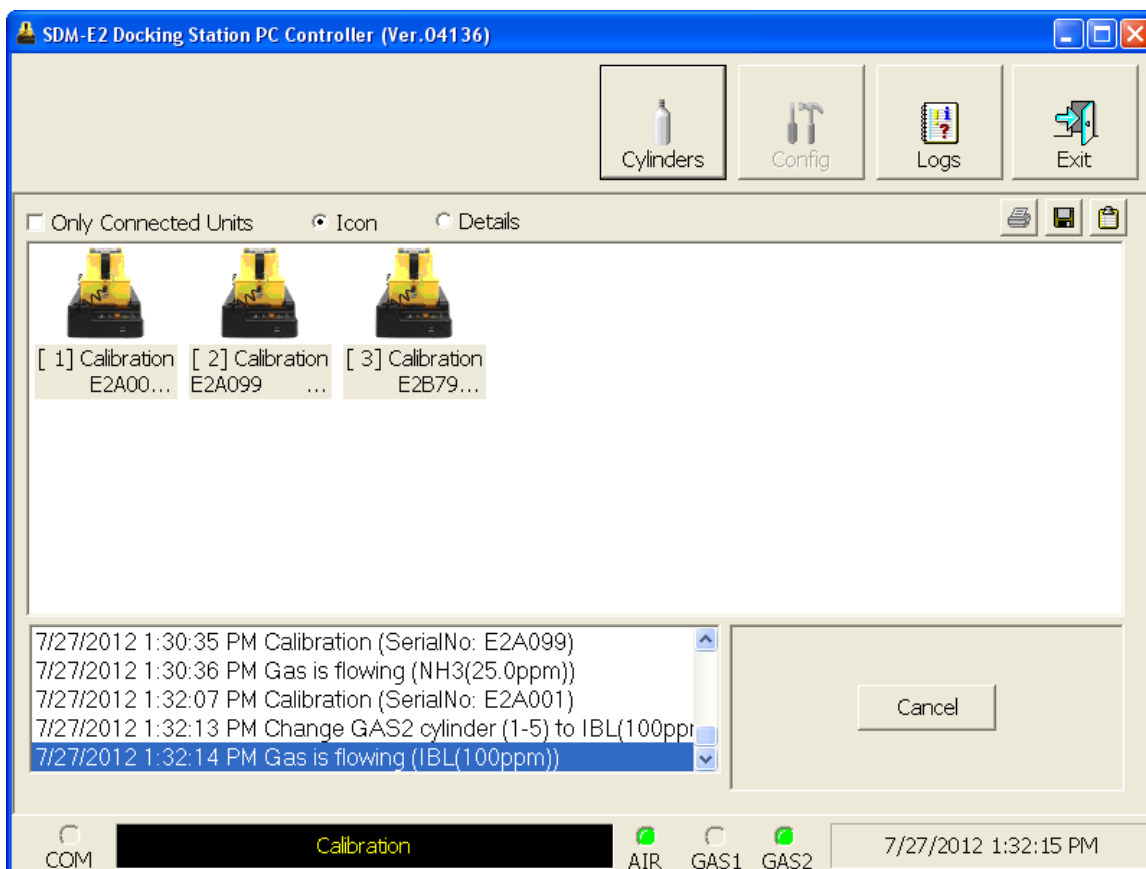 SDM-E2 Docking Station PC Controller (Ver.04136)
Cylinders Config Logs Exit
Only Connected Units Icon Details
[ 1] Calibration [ 2] Calibration [ 3] Calibration
E2A00... E2A099 ... E2B79...
7/27/2012 1:30:35 PM Calibration (SerialNo: E2A099)
7/27/2012 1:30:36 PM Gas is flowing (NH3(25.0ppm))
7/27/2012 1:32:07 PM Calibration (SerialNo: E2A001)
7/27/2012 1:32:13 PM Change GAS2 cylinder (1-5) to IBL(100ppm
7/27/2012 1:32:14 PM Gas is flowing (IBL(100ppm))
Cancel
COM Calibration AIR GAS1 GAS2 7/27/2012 1:32:15 PM